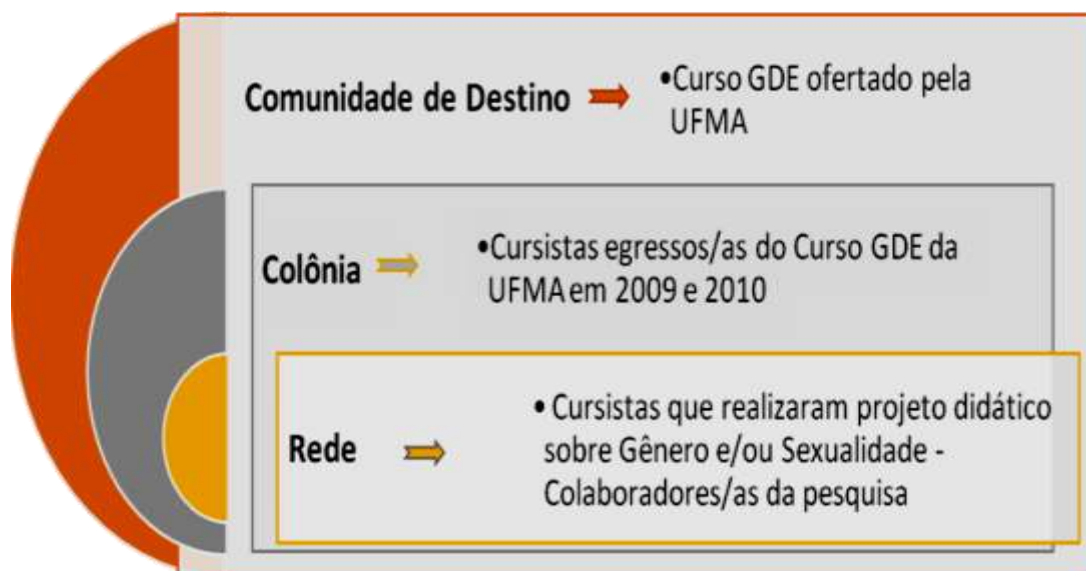 Comunidade de Destino
•Curso GDE ofertado pela
UFMA
Colônia
•Cursistas egressos/as do Curso GDE da
UFMA em 2009 e 2010
Rede
• Cursistas que realizaram projeto didático
sobre Gênero e/ou Sexualidade -
Colaboradores/as da pesquisa